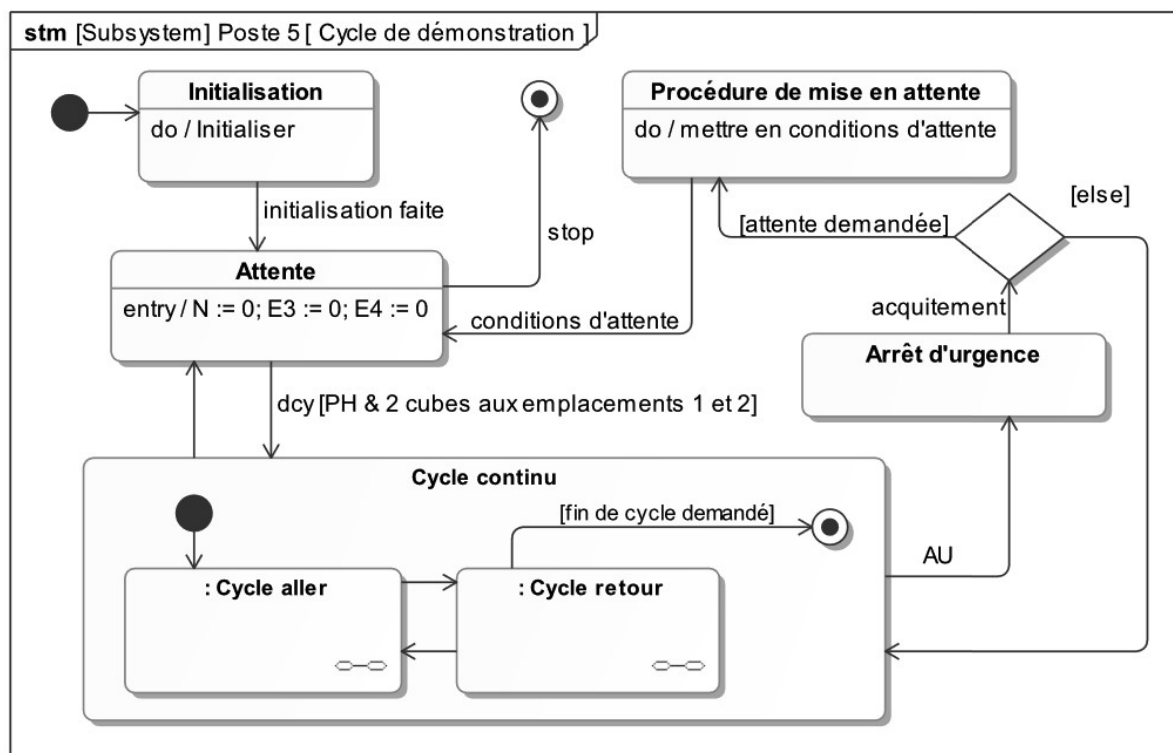 stm [Subsystem] Poste 5 [ Cycle de démonstration ]
Initialisation
do / Initialiser
Procédure de mise en attente
do / mettre en conditions d'attente
[else]
[attente demandée]
initialisation faite
stop
Attente
entry / N := 0; E3 := 0; E4 := 0
conditions d'attente
acquitement
Arrêt d'urgence
dcy [PH & 2 cubes aux emplacements 1 et 2]
Cycle continu
[fin de cycle demandé]
AU
: Cycle aller
: Cycle retour